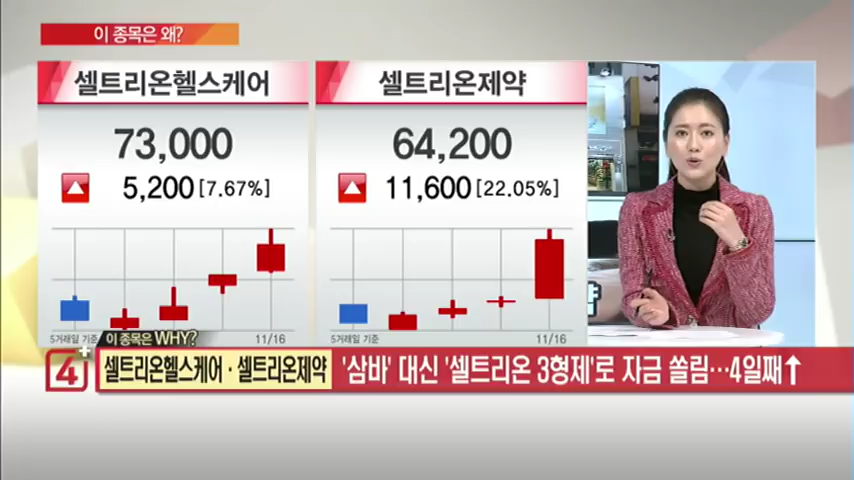 이 종목은 왜?
셀트리온헬스케어
73,000
5,200 [7.67%]
5거래일 기준
11/16
셀트리온제약
64,200
11,600 [22.05%]
5거래일 기준
11/16
이 종목은 WHY?
4+
셀트리온헬스케어·셀트리온제약
'삼바' 대신 '셀트리온 3형제'로 자금 쏠림…4일째↑